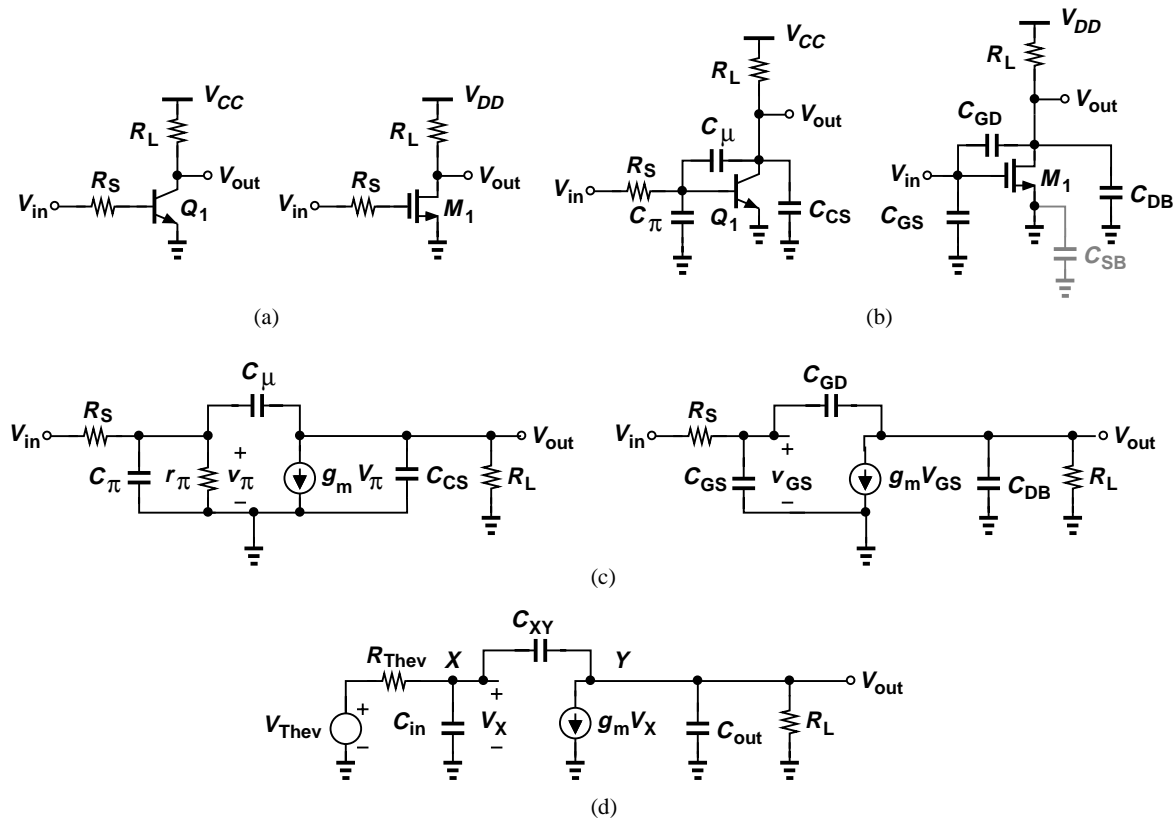 V_CC
R_L
V_out
R_S
V_in
Q_1
V_DD
R_L
V_out
R_S
V_in
M_1
(a)
V_CC
R_L
V_out
C_μ
R_S
V_in
C_π
Q_1
C_CS
V_DD
R_L
V_out
C_GD
V_in
M_1
C_GS
C_DB
C_SB
(b)
C_μ
R_S
V_in
V_out
C_π
r_π
+
v_π
−
g_m V_π
C_CS
R_L
C_GD
R_S
V_in
V_out
C_GS
+
v_GS
−
g_m V_GS
C_DB
R_L
(c)
C_XY
R_Thev
X
Y
V_out
V_Thev
+
−
C_in
+
V_X
−
g_m V_X
C_out
R_L
(d)